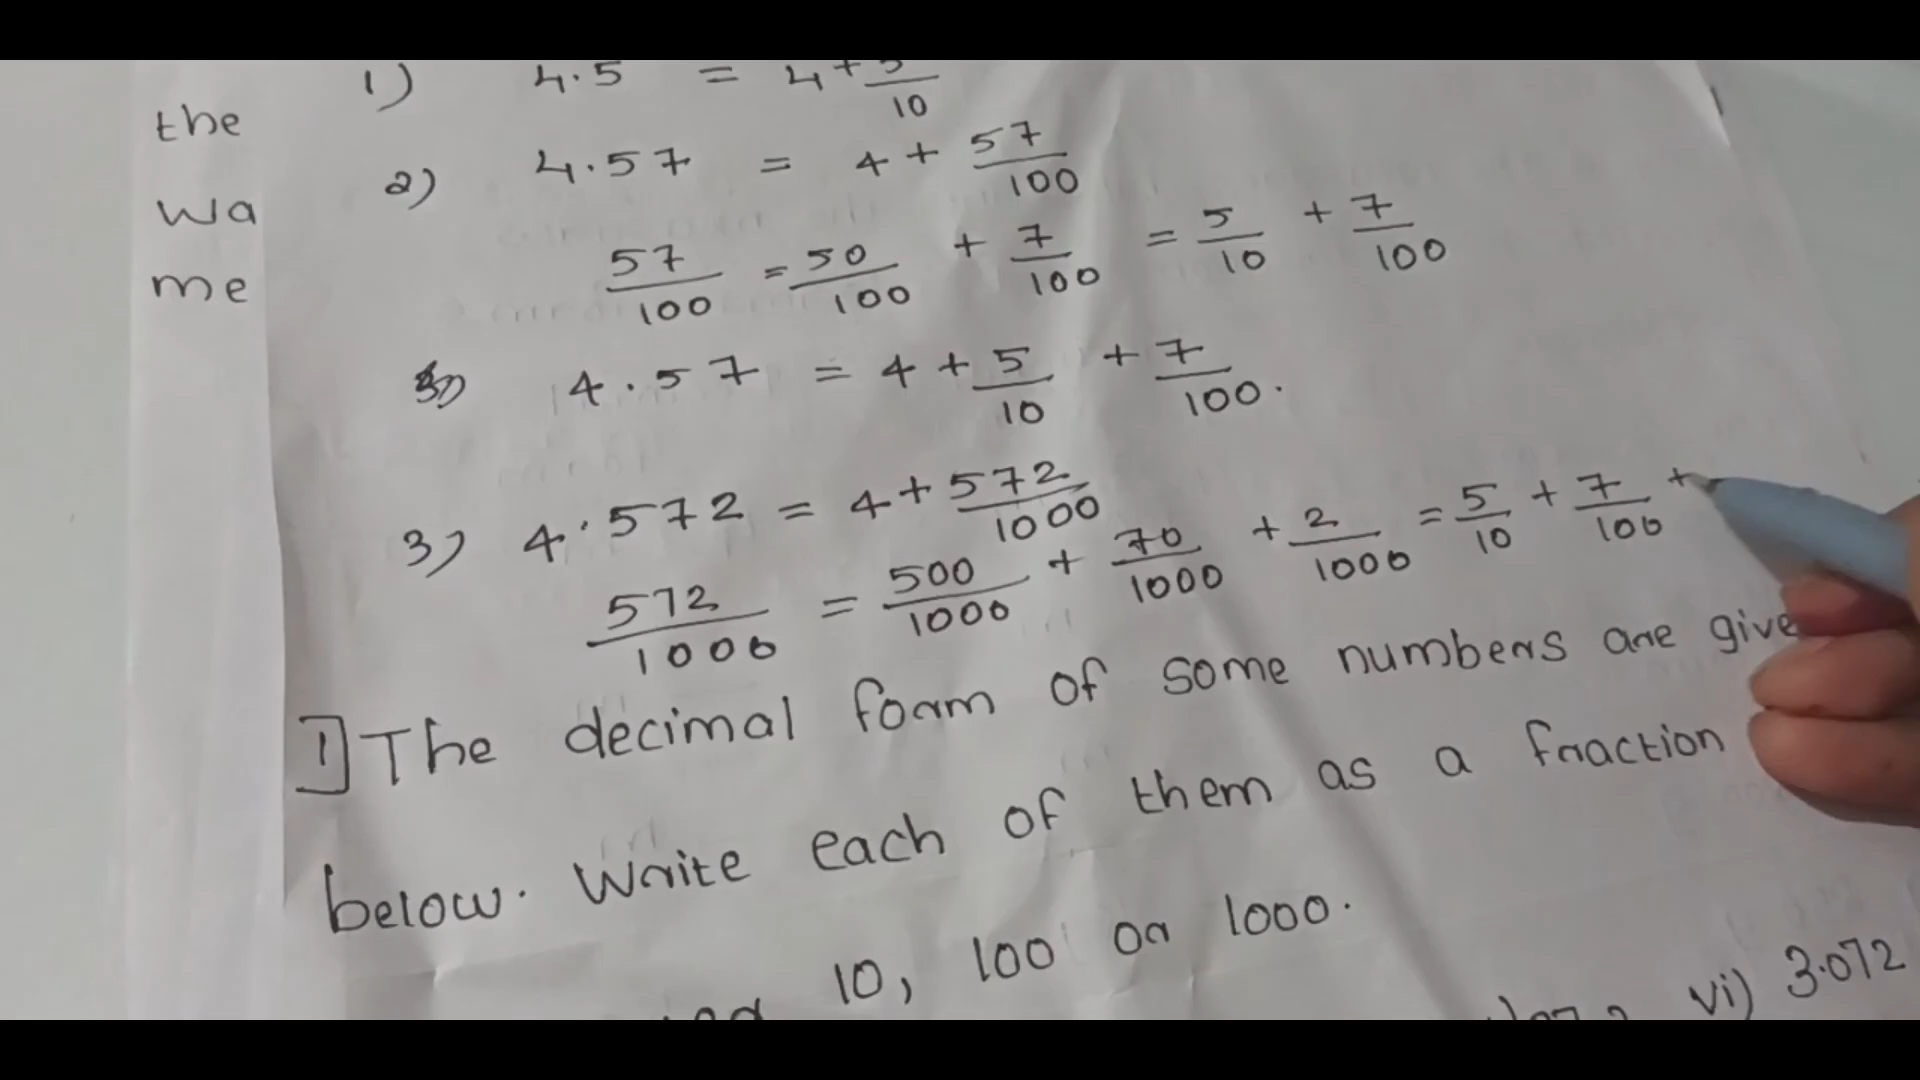 the
wa
me
1) 4.5 = 4 + 5/10
2) 4.57 = 4 + 57/100
57/100 = 50/100 + 7/100 = 5/10 + 7/100
4.57 = 4 + 5/10 + 7/100.
3) 4.572 = 4 + 572/1000
572/1000 = 500/1000 + 70/1000 + 2/1000 = 5/10 + 7/100 +
1] The decimal form of some numbers are give
below. Write each of them as a fraction
10, 100 or 1000.
vi) 3.072